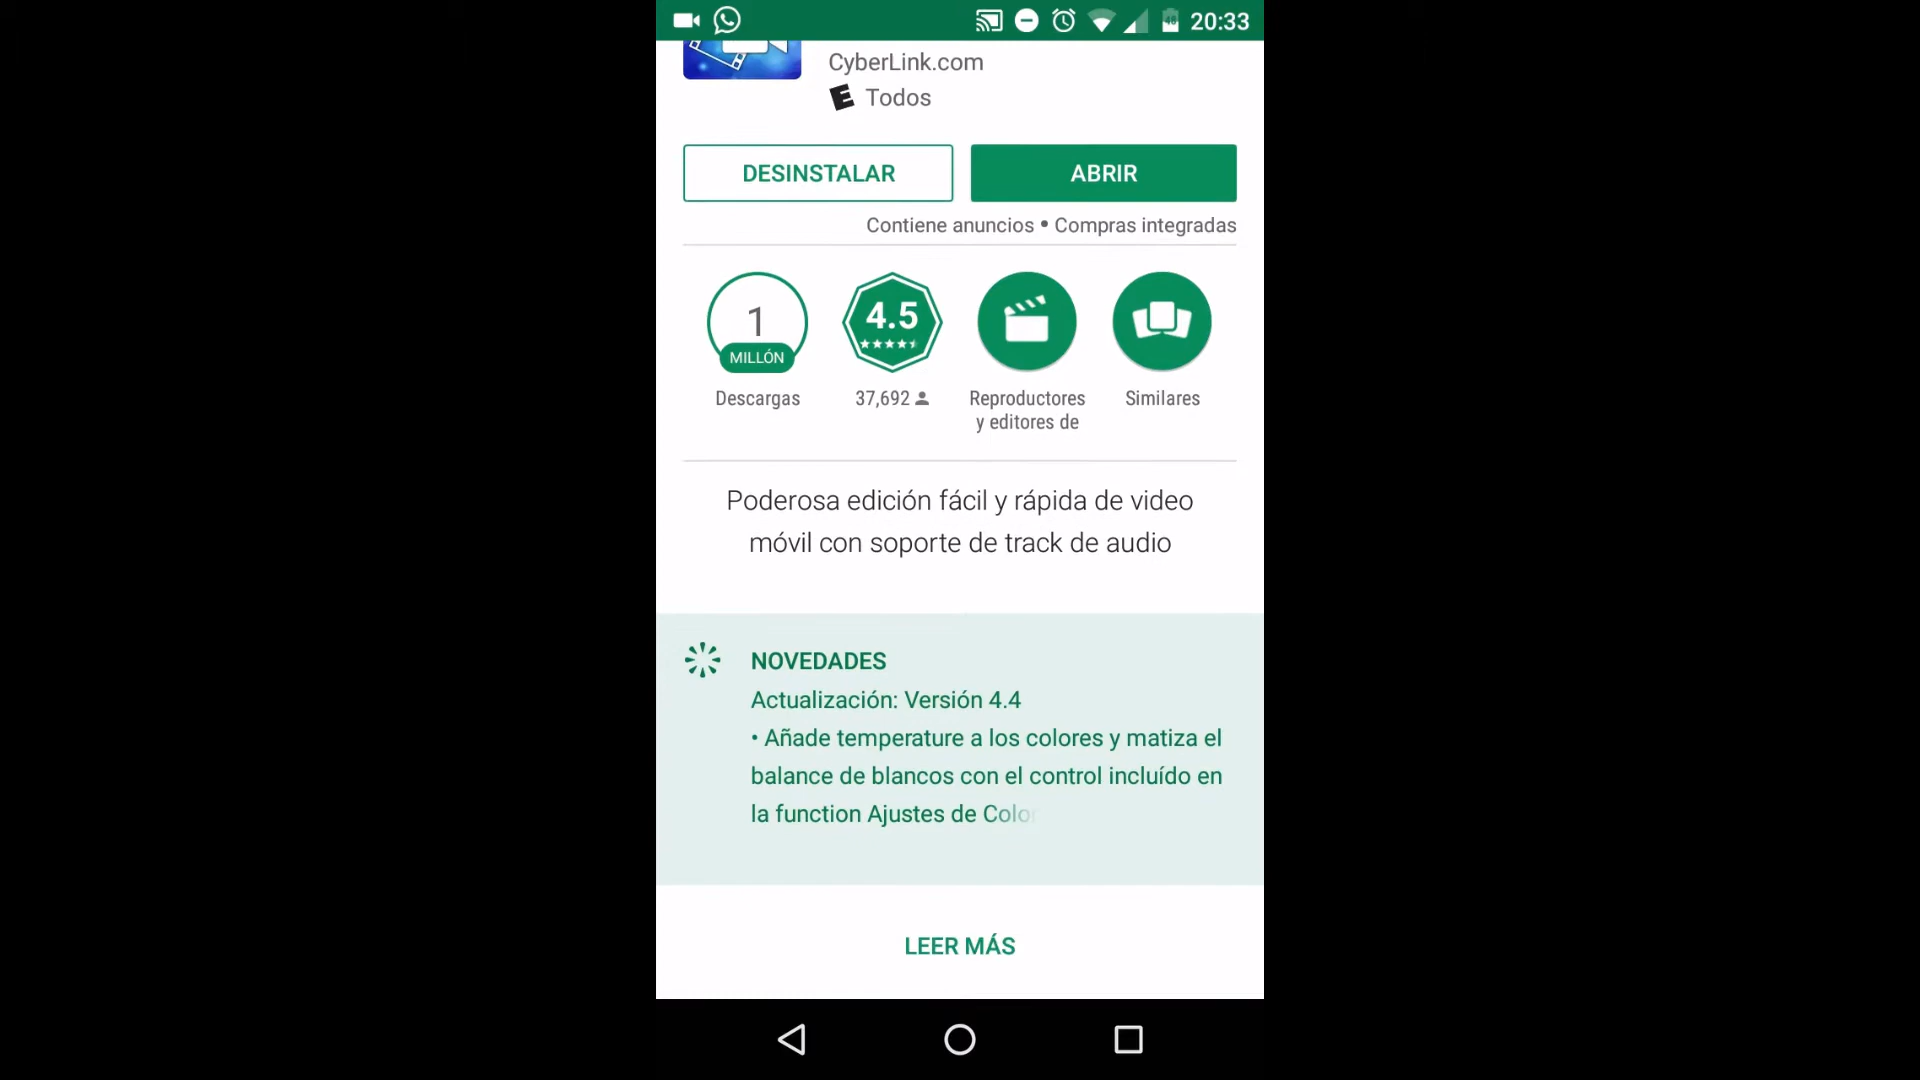 20:33
CyberLink.com
E Todos
DESINSTALAR
ABRIR
Contiene anuncios • Compras integradas
1
MILLÓN
4.5
Descargas
37,692
Reproductores
y editores de
Similares
Poderosa edición fácil y rápida de video
móvil con soporte de track de audio
NOVEDADES
Actualización: Versión 4.4
• Añade temperature a los colores y matiza el
balance de blancos con el control incluído en
la function Ajustes de Color
LEER MÁS